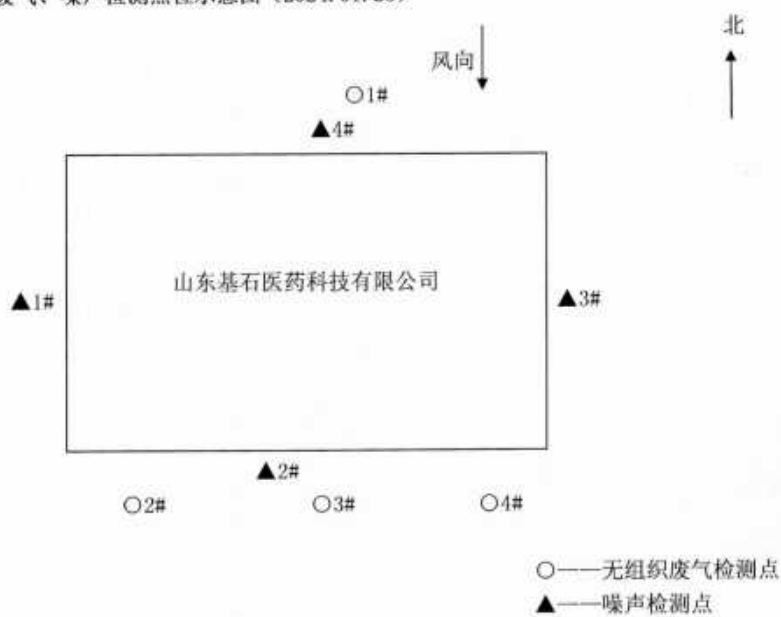 风向
北
○1#
▲4#
山东基石医药科技有限公司
▲1#
▲3#
▲2#
○2# ○3# ○4#
○——无组织废气检测点
▲——噪声检测点